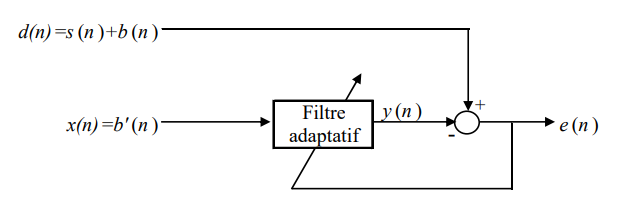 d(n)=s(n)+b(n)
+
Filtre
adaptatif
y(n)
-
e(n)
x(n)=b'(n)